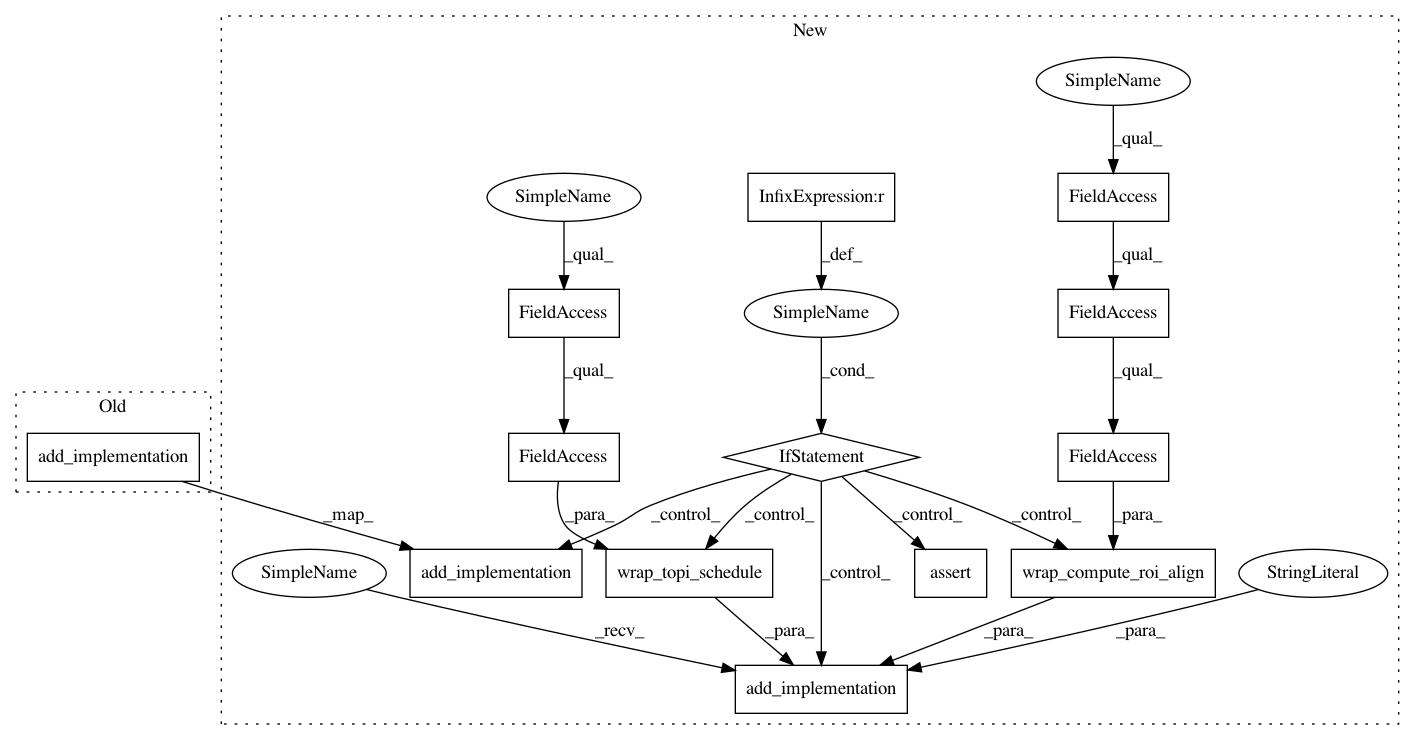 New
SimpleName
_qual_
SimpleName
InfixExpression:r
FieldAccess
_qual_
_def_
_qual_
FieldAccess
SimpleName
FieldAccess
_qual_
_cond_
_qual_
Old
add_implementation
FieldAccess
IfStatement
FieldAccess
_map_
_para_
_control_
_control_
_control_
_control_
_para_
SimpleName
add_implementation
wrap_topi_schedule
_control_
assert
wrap_compute_roi_align
StringLiteral
_recv_
_para_
_para_
_para_
add_implementation